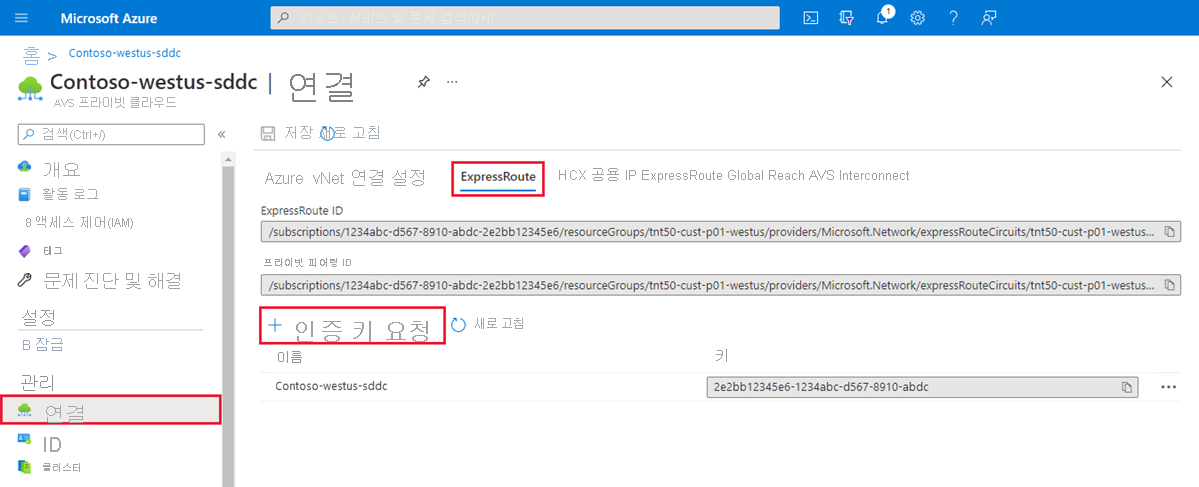 Microsoft Azure
리소스, 서비스 및 문서 검색(G+/)
1
홈 > Contoso-westus-sddc
Contoso-westus-sddc | 연결 ...
AVS 프라이빗 클라우드
검색(Ctrl+/) «
저장 새로 고침
개요
활동 로그
8 액세스 제어(IAM)
태그
문제 진단 및 해결
설정
B 잠금
관리
연결
ID
클러스터
Azure vNet 연결 설정 ExpressRoute HCX 공용 IP ExpressRoute Global Reach AVS Interconnect
ExpressRoute ID
/subscriptions/1234abc-d567-8910-abdc-2e2bb12345e6/resourceGroups/tnt50-cust-p01-westus/providers/Microsoft.Network/expressRouteCircuits/tnt50-cust-p01-westus...
프라이빗 피어링 ID
/subscriptions/1234abc-d567-8910-abdc-2e2bb12345e6/resourceGroups/tnt50-cust-p01-westus/providers/Microsoft.Network/expressRouteCircuits/tnt50-cust-p01-westus...
+ 인증 키 요청 새로 고침
이름 키
Contoso-westus-sddc 2e2bb12345e6-1234abc-d567-8910-abdc ...